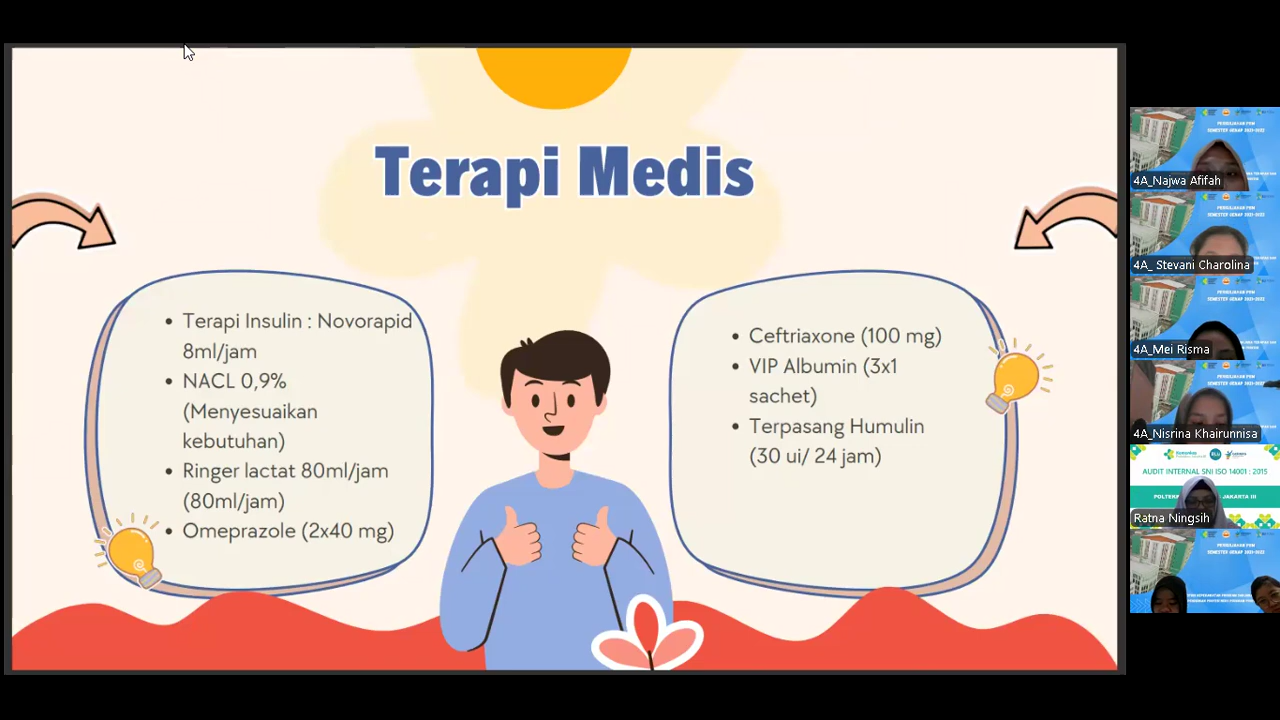 Terapi Medis
Terapi Insulin : Novorapid
8ml/jam
NACL 0,9%
(Menyesuaikan
kebutuhan)
Ringer lactat 80ml/jam
(80ml/jam)
Omeprazole (2x40 mg)
Ceftriaxone (100 mg)
VIP Albumin (3x1
sachet)
Terpasang Humulin
(30 ui/ 24 jam)
4A_Najwa Afifah
4A_ Stevani Charolina
4A_Mei Risma
4A_Nisrina Khairunnisa
AUDIT INTERNAL SNI ISO 14001 : 2015
JAKARTA III
Ratna Ningsih